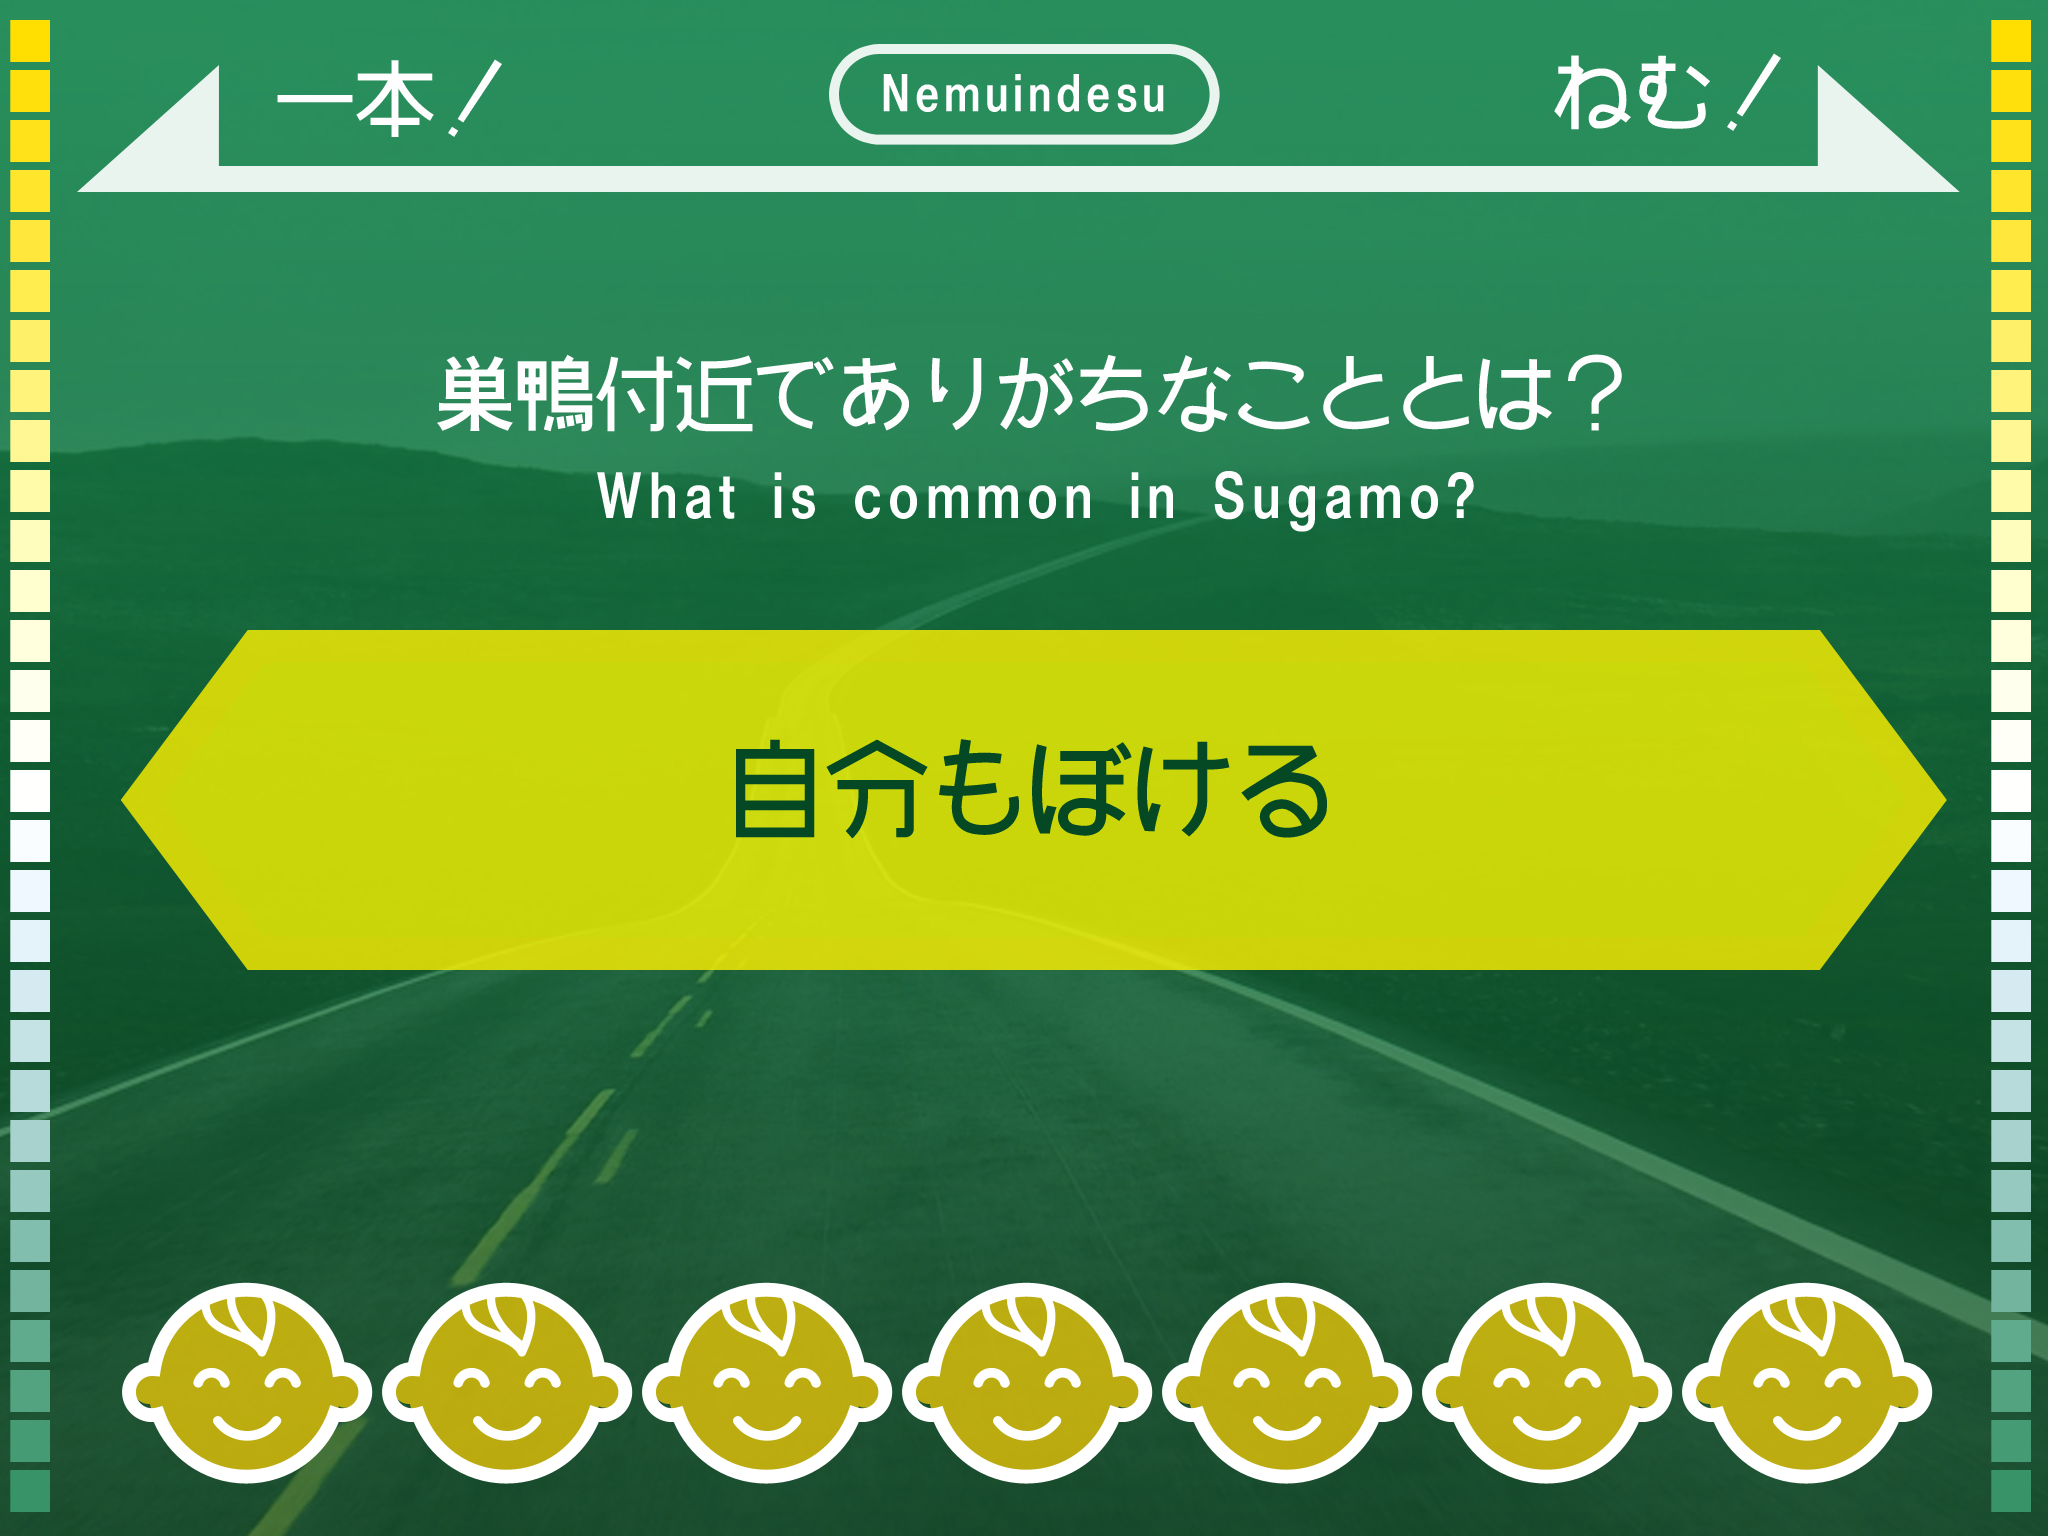 一本！
Nemuindesu
ねむ！
巣鴨付近でありがちなこととは？
What is common in Sugamo?
自分もぼける